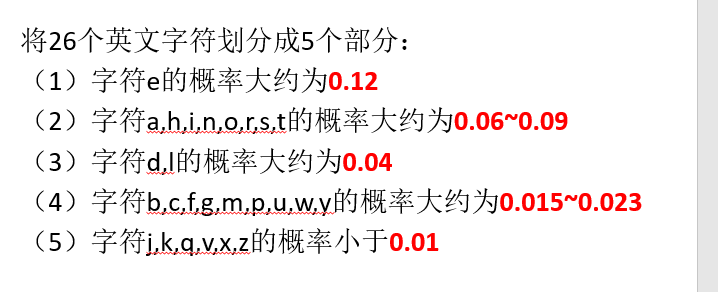 将26个英文字符划分成5个部分：
（1）字符e的概率大约为0.12
（2）字符a,h,i,n,o,r,s,t的概率大约为0.06~0.09
（3）字符d,l的概率大约为0.04
（4）字符b,c,f,g,m,p,u,w,y的概率大约为0.015~0.023
（5）字符j,k,q,v,x,z的概率小于0.01